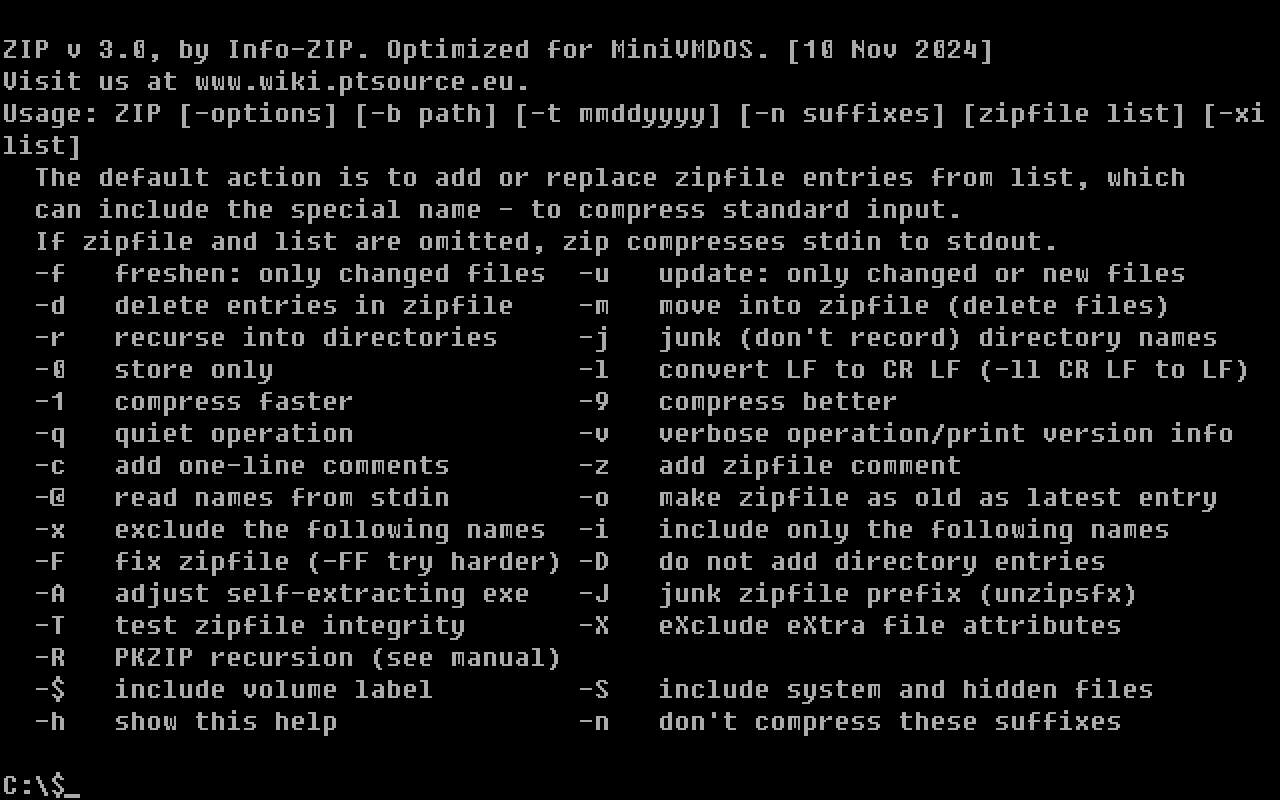 ZIP v 3.0, by Info-ZIP. Optimized for MiniVMDOS. [10 Nov 2024]
Visit us at www.wiki.ptsource.eu.
Usage: ZIP [-options] [-b path] [-t mmddyyyy] [-n suffixes] [zipfile list] [-xi
list]
  The default action is to add or replace zipfile entries from list, which
  can include the special name - to compress standard input.
  If zipfile and list are omitted, zip compresses stdin to stdout.
  -f   freshen: only changed files  -u   update: only changed or new files
  -d   delete entries in zipfile    -m   move into zipfile (delete files)
  -r   recurse into directories     -j   junk (don't record) directory names
  -0   store only                   -l   convert LF to CR LF (-ll CR LF to LF)
  -1   compress faster              -9   compress better
  -q   quiet operation              -v   verbose operation/print version info
  -c   add one-line comments        -z   add zipfile comment
  -@   read names from stdin        -o   make zipfile as old as latest entry
  -x   exclude the following names  -i   include only the following names
  -F   fix zipfile (-FF try harder) -D   do not add directory entries
  -A   adjust self-extracting exe   -J   junk zipfile prefix (unzipsfx)
  -T   test zipfile integrity       -X   eXclude eXtra file attributes
  -R   PKZIP recursion (see manual)
  -$   include volume label         -S   include system and hidden files
  -h   show this help               -n   don't compress these suffixes
C:\$_